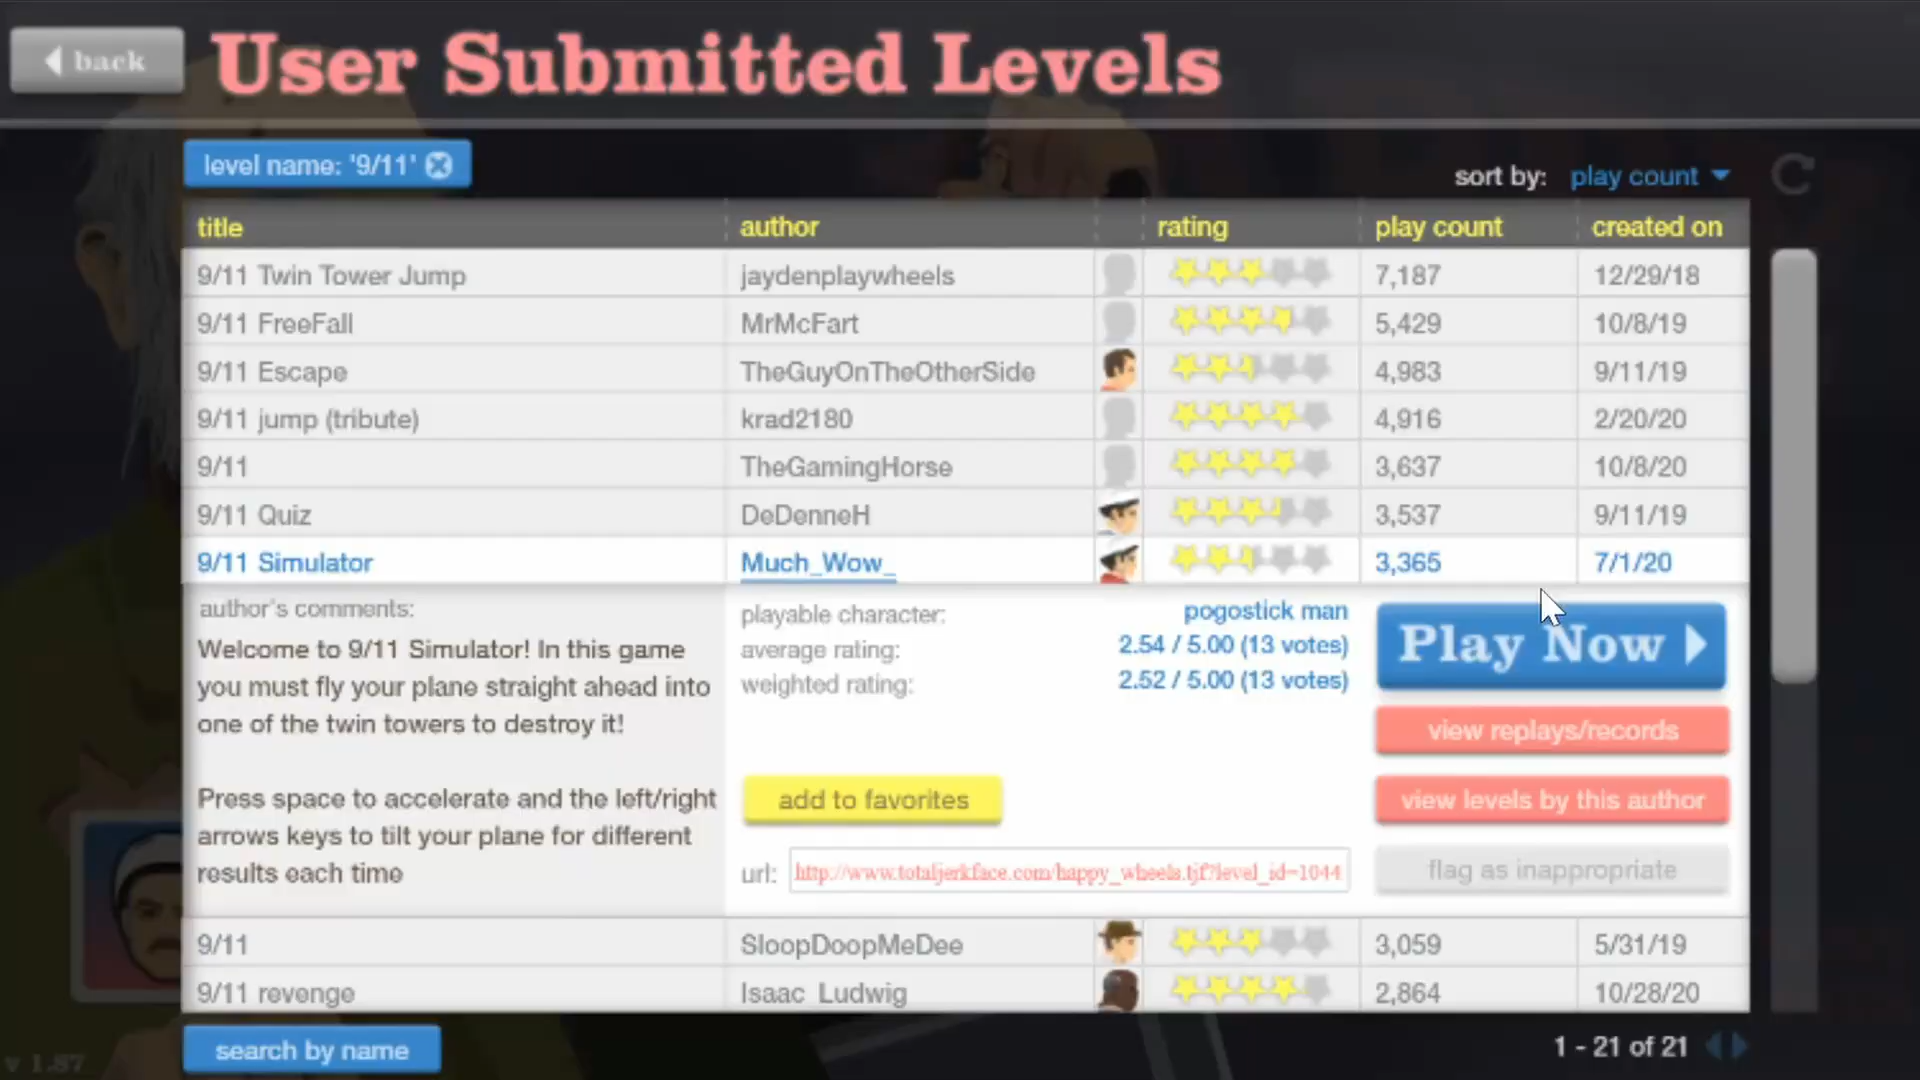 back
User Submitted Levels
level name: '9/11'
sort by: play count
title author rating play count created on
9/11 Twin Tower Jump jaydenplaywheels 7,187 12/29/18
9/11 FreeFall MrMcFart 5,429 10/8/19
9/11 Escape TheGuyOnTheOtherSide 4,983 9/11/19
9/11 jump (tribute) krad2180 4,916 2/20/20
9/11 TheGamingHorse 3,637 10/8/20
9/11 Quiz DeDenneH 3,537 9/11/19
9/11 Simulator Much_Wow_ 3,365 7/1/20
author's comments:
Welcome to 9/11 Simulator! In this game
you must fly your plane straight ahead into
one of the twin towers to destroy it!
Press space to accelerate and the left/right
arrows keys to tilt your plane for different
results each time
playable character: pogostick man
average rating: 2.54 / 5.00 (13 votes)
weighted rating: 2.52 / 5.00 (13 votes)
add to favorites
url: http://www.totaljerkface.com/happy_wheels.tjf?level_id=1044
Play Now
view replays/records
view levels by this author
flag as inappropriate
9/11 SloopDoopMeDee 3,059 5/31/19
9/11 revenge Isaac Ludwig 2,864 10/28/20
search by name
1 - 21 of 21
v 1.87